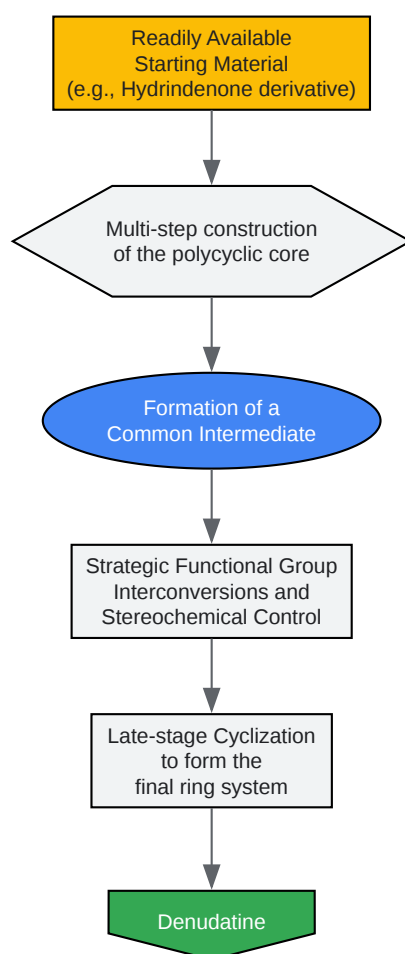 Readily Available
Starting Material
(e.g., Hydrindenone derivative)
Multi-step construction
of the polycyclic core
Formation of a
Common Intermediate
Strategic Functional Group
Interconversions and
Stereochemical Control
Late-stage Cyclization
to form the
final ring system
Denudatine